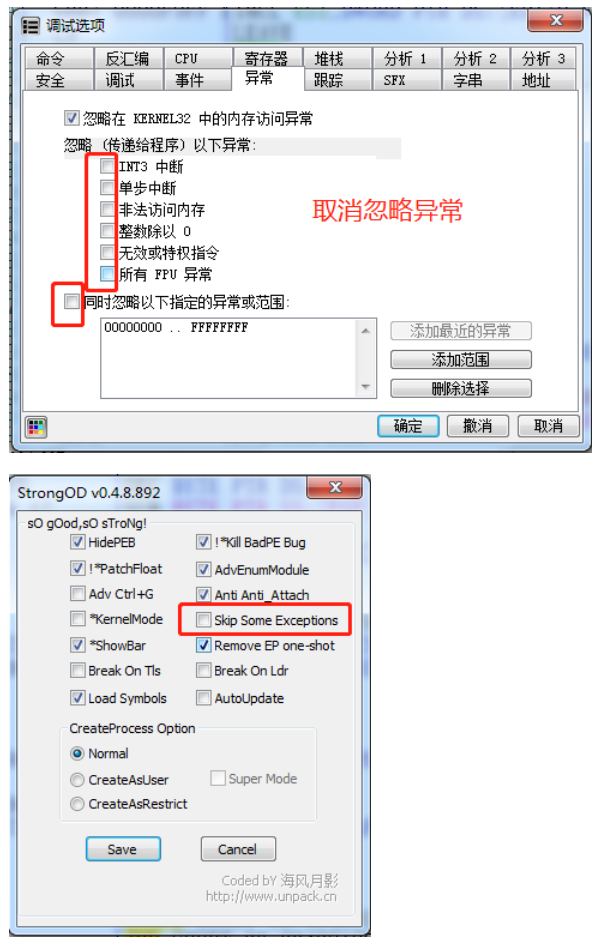 调试选项
命令 反汇编 CPU 寄存器 堆栈 分析 1 分析 2 分析 3
安全 调试 事件 异常 跟踪 SFX 字串 地址
忽略在 KERNEL32 中的内存访问异常
忽略 (传递给程序) 以下异常:
INT3 中断
单步中断
非法访问内存
取消忽略异常
整数除以 0
无效或特权指令
所有 FPU 异常
同时忽略以下指定的异常或范围:
00000000 .. FFFFFFFF
添加最近的异常
添加范围
删除选择
确定 撤消 取消
StrongOD v0.4.8.892
sO gOod,sO sTroNg!
HidePEB !*Kill BadPE Bug
!*PatchFloat AdvEnumModule
Adv Ctrl+G Anti Anti_Attach
*KernelMode Skip Some Exceptions
*ShowBar Remove EP one-shot
Break On Tls Break On Ldr
Load Symbols AutoUpdate
CreateProcess Option
Normal
CreateAsUser Super Mode
CreateAsRestrict
Save Cancel
Coded bY 海风月影
http://www.unpack.cn